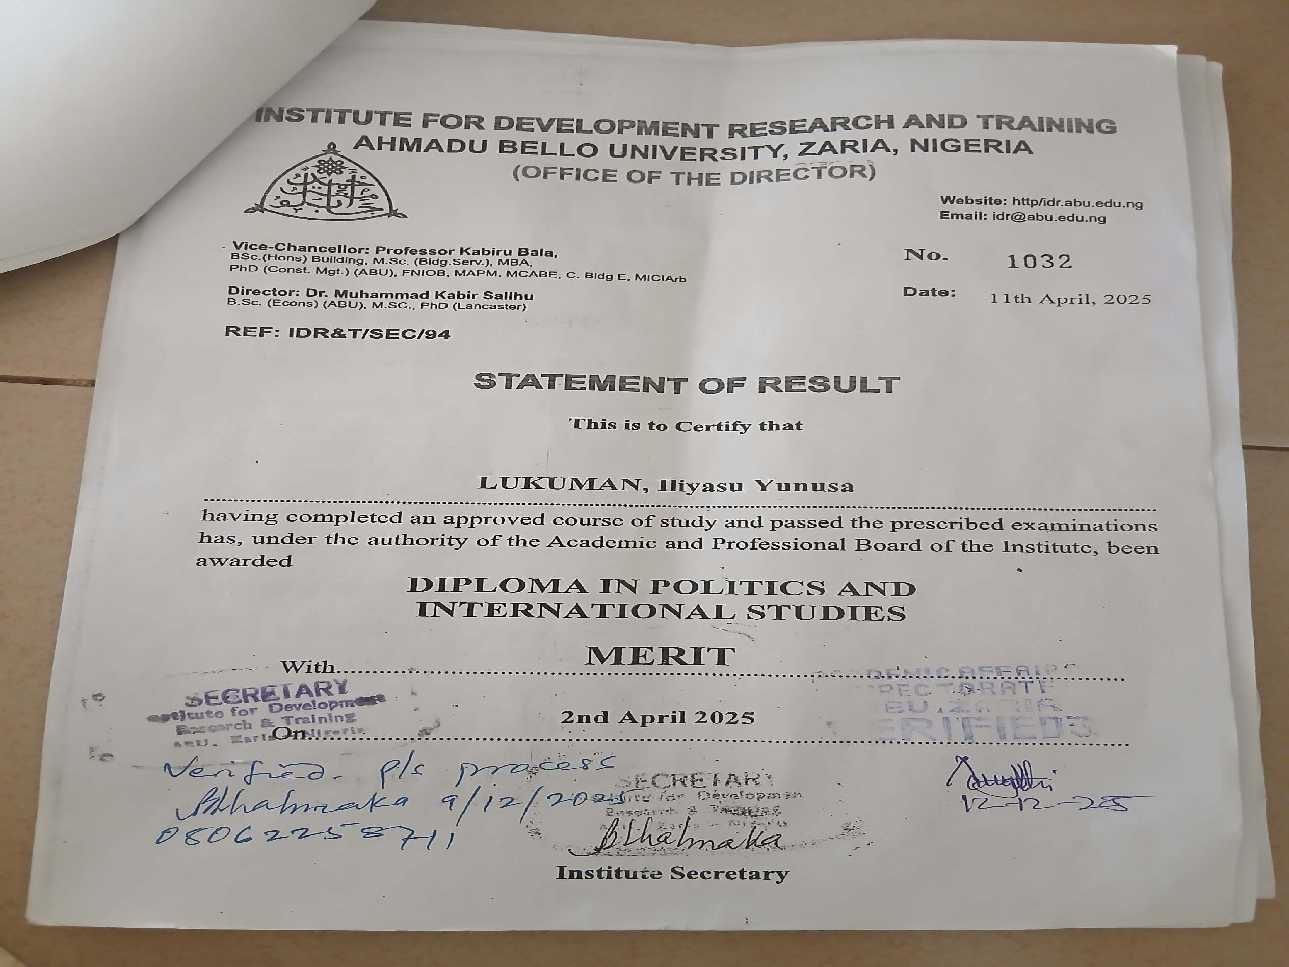 INSTITUTE FOR DEVELOPMENT RESEARCH AND TRAINING
AHMADU BELLO UNIVERSITY, ZARIA, NIGERIA
(OFFICE OF THE DIRECTOR)
Website: http/idr.abu.edu.ng
Email: idr@abu.edu.ng
Vice-Chancellor: Professor Kabiru Bala,
BSc.(Hons) Building, M.Sc. (Bldg.Serv.), MBA,
PhD (Const. Mgt.) (ABU), FNIOB, MAPM, MCABE, C. Bldg E, MICIArb
Director: Dr. Muhammad Kabir Salihu
B.Sc. (Econs) (ABU), M.SC., PhD (Lancaster)
REF: IDR&T/SEC/94
No. 1032
Date: 11th April, 2025
STATEMENT OF RESULT
This is to Certify that
LUKUMAN, Iliyasu Yunusa
having completed an approved course of study and passed the prescribed examinations
has, under the authority of the Academic and Professional Board of the Institute, been
awarded
DIPLOMA IN POLITICS AND
INTERNATIONAL STUDIES
With MERIT
SECRETARY
Institute for Development
Research & Training
On 2nd April 2025
VERIFIED
Verified. p/s process
9/12/2025
08062258711
SECRETARY
12-12-225
Institute Secretary